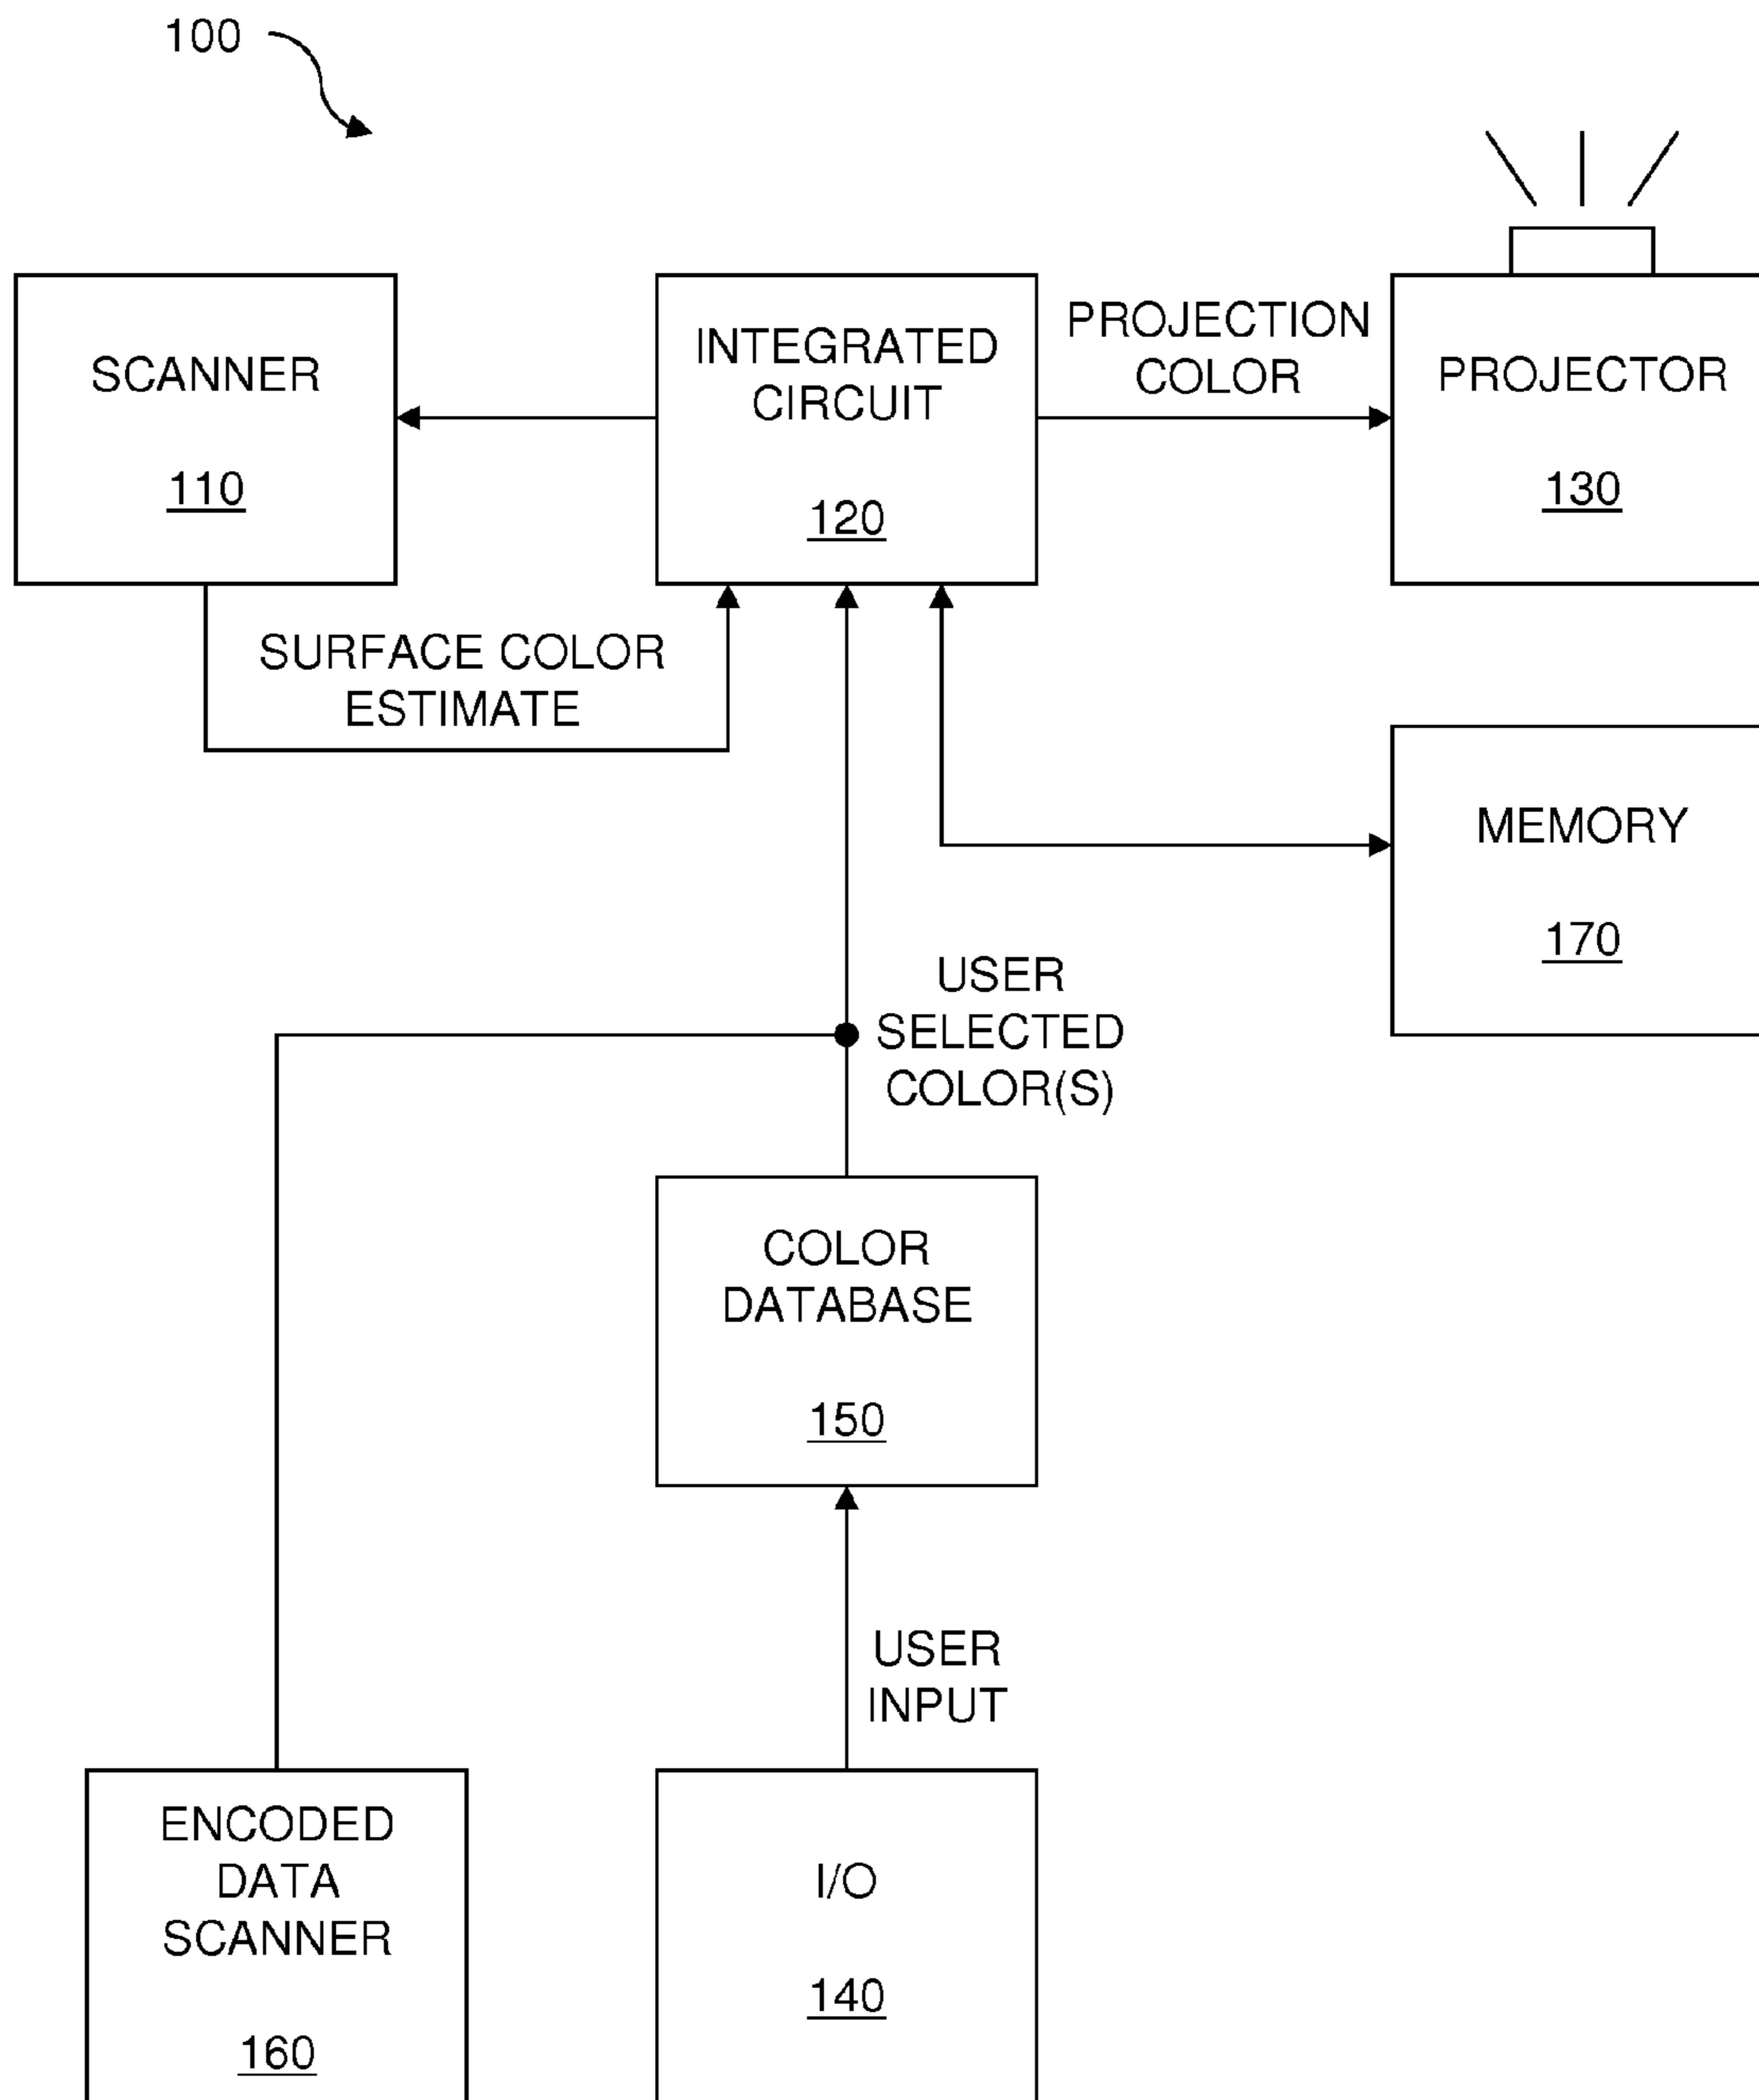 100
SCANNER
110
INTEGRATED
CIRCUIT
120
PROJECTION
COLOR
PROJECTOR
130
SURFACE COLOR
ESTIMATE
MEMORY
170
USER
SELECTED
COLOR(S)
COLOR
DATABASE
150
USER
INPUT
ENCODED
DATA
SCANNER
160
I/O
140